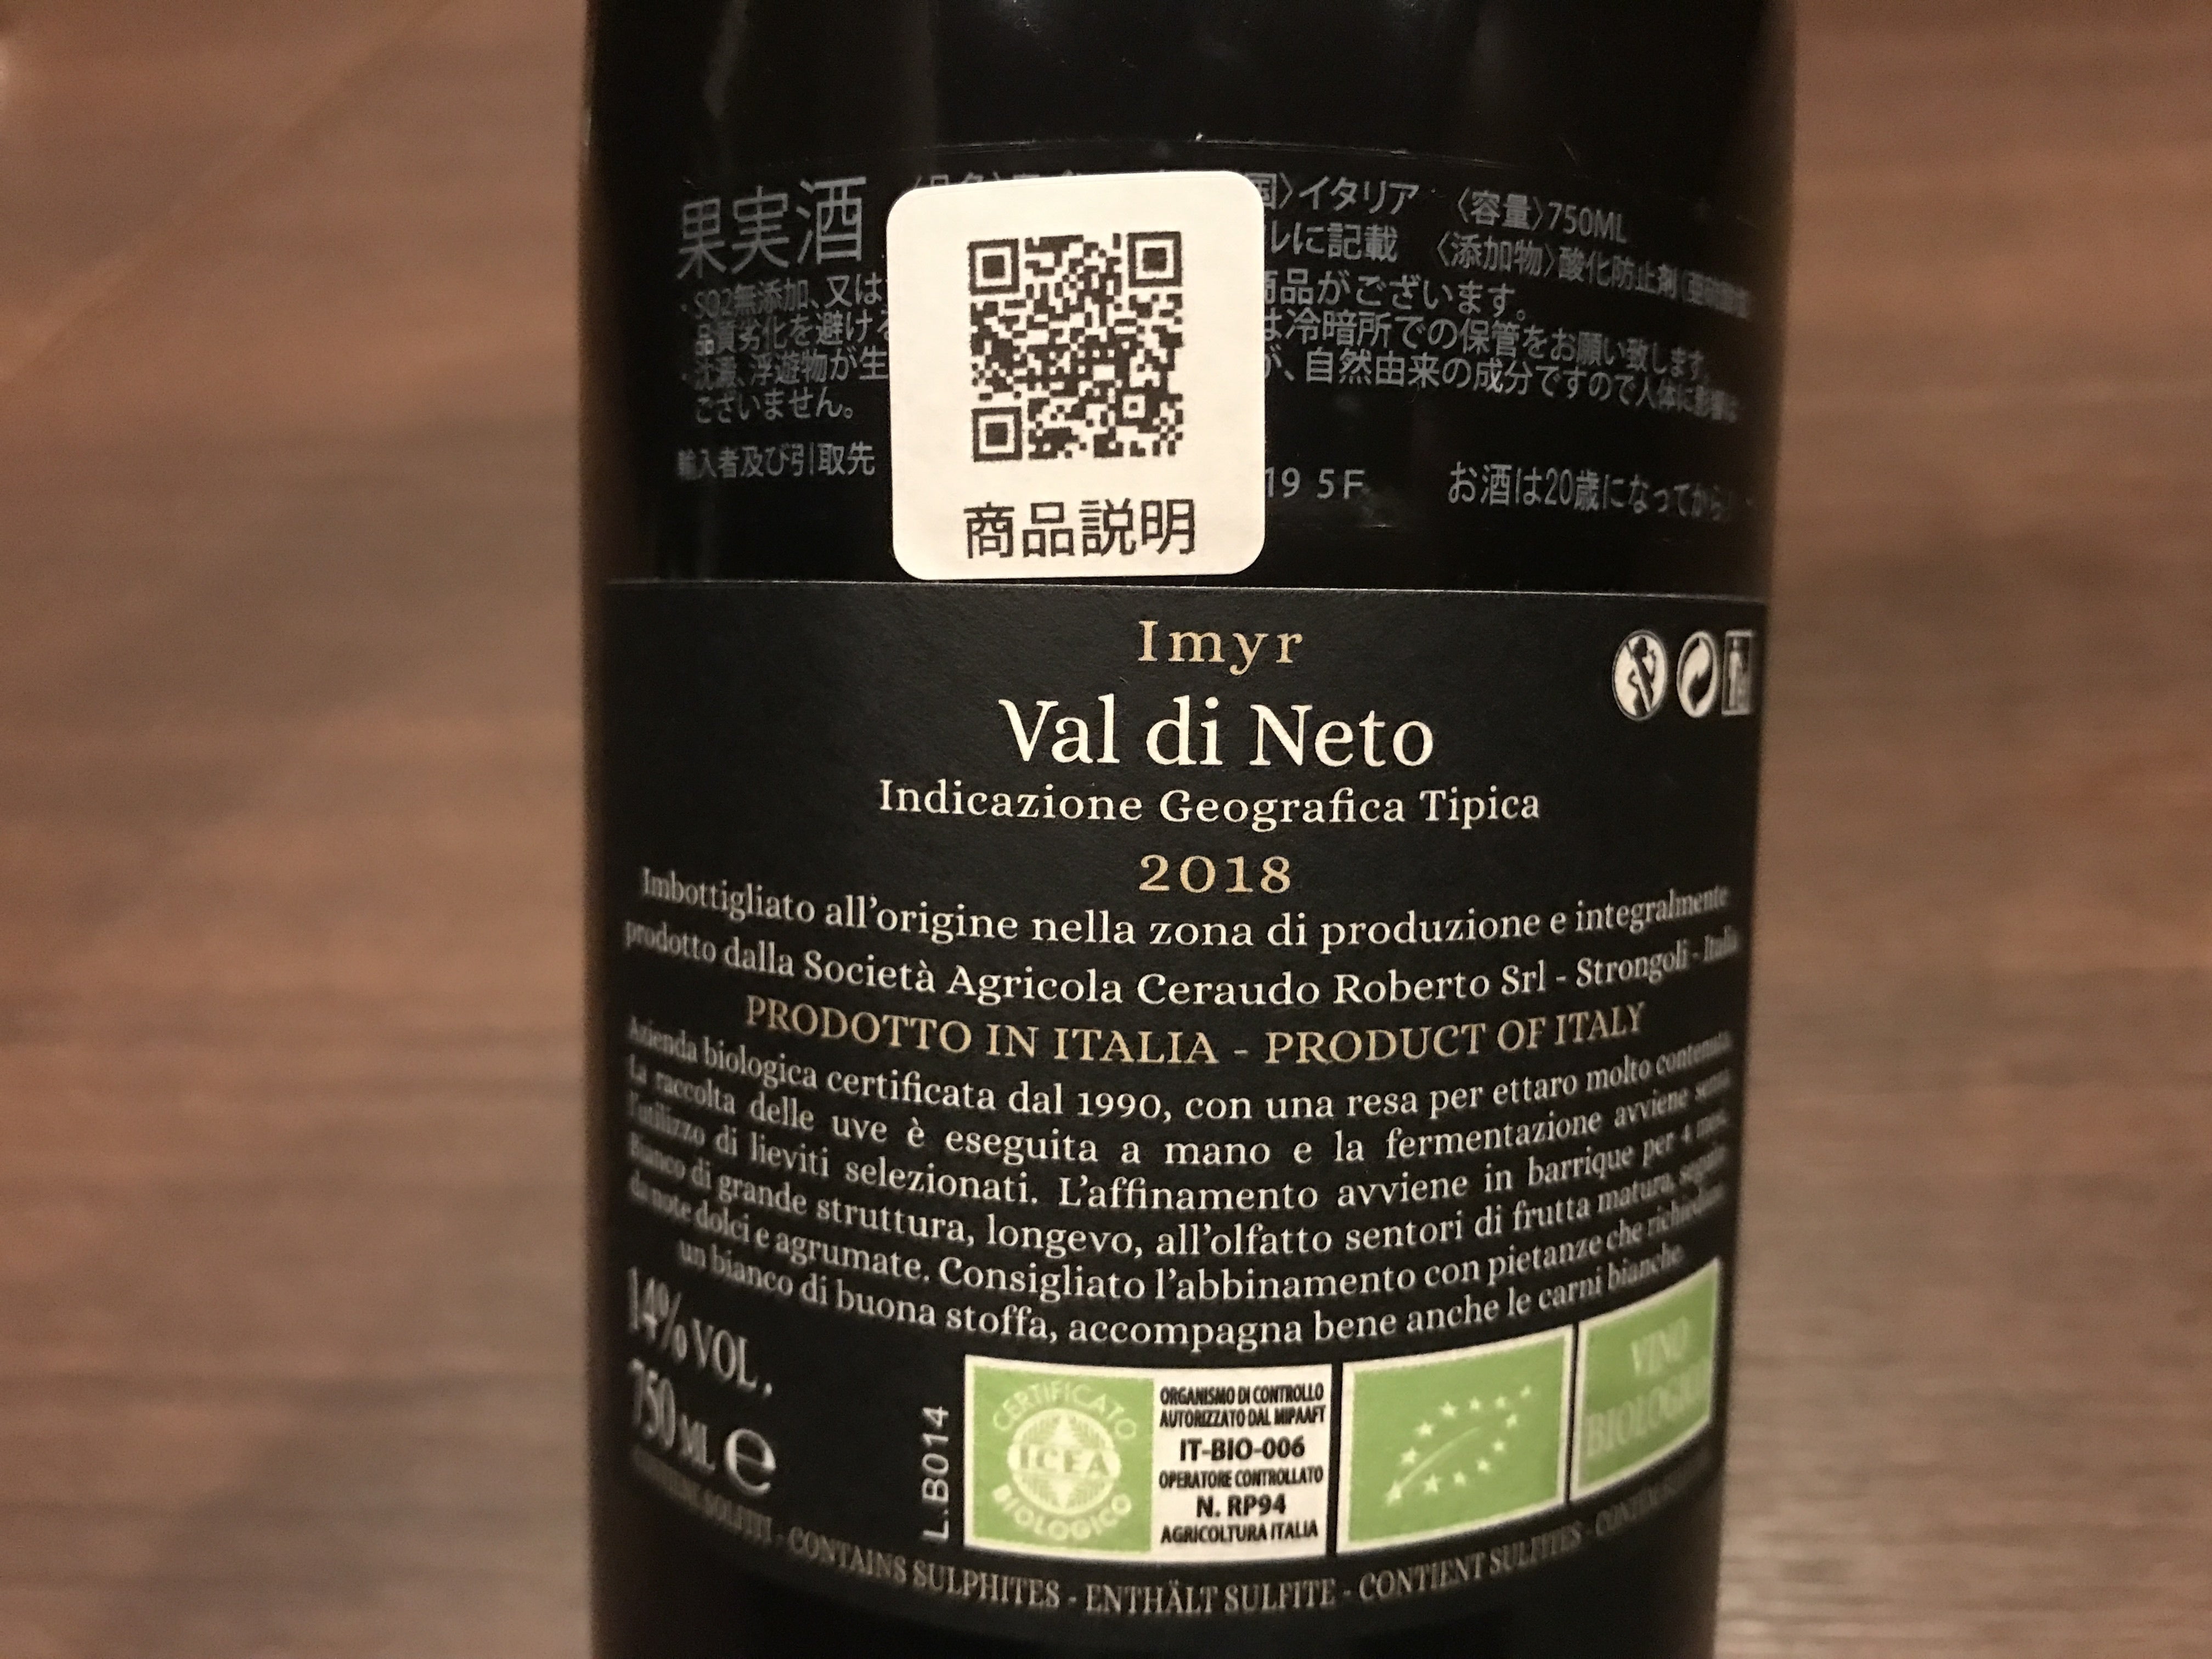 果実酒
国〉イタリア 〈容量〉750ML
ルに記載 〈添加物〉酸化防止剤
・SO2無添加、又は
商品がございます。
品質劣化を避ける
は冷暗所での保管をお願い致します。
浮遊物が生
が、自然由来の成分ですので人体に影響は
ございません。
輸入者及び引取先
19 5F
お酒は20歳になってから
商品説明
Imyr
Val di Neto
Indicazione Geografica Tipica
2018
Imbottigliato all’origine nella zona di produzione e integralmente
prodotto dalla Società Agricola Ceraudo Roberto Srl - Strongoli - Italia
PRODOTTO IN ITALIA - PRODUCT OF ITALY
Azienda biologica certificata dal 1990, con una resa per ettaro molto contenuta.
La raccolta delle uve è eseguita a mano e la fermentazione avviene senza
l’utilizzo di lieviti selezionati. L’affinamento avviene in barrique per 4 mesi.
Bianco di grande struttura, longevo, all’olfatto sentori di frutta matura,
da note dolci e agrumate. Consigliato l’abbinamento con pietanze che richiedono
un bianco di buona stoffa, accompagna bene anche le carni bianche.
14% VOL.
750 ML e
L.B014
CERTIFICATO
ICEA
BIOLOGICO
ORGANISMO DI CONTROLLO
AUTORIZZATO DAL MIPAAFT
IT-BIO-006
OPERATORE CONTROLLATO
N. RP94
AGRICOLTURA ITALIA
VINO
BIOLOGICO
CONTIENE SOLFITI - CONTAINS SULPHITES - ENTHÄLT SULFITE - CONTIENT SULFITES